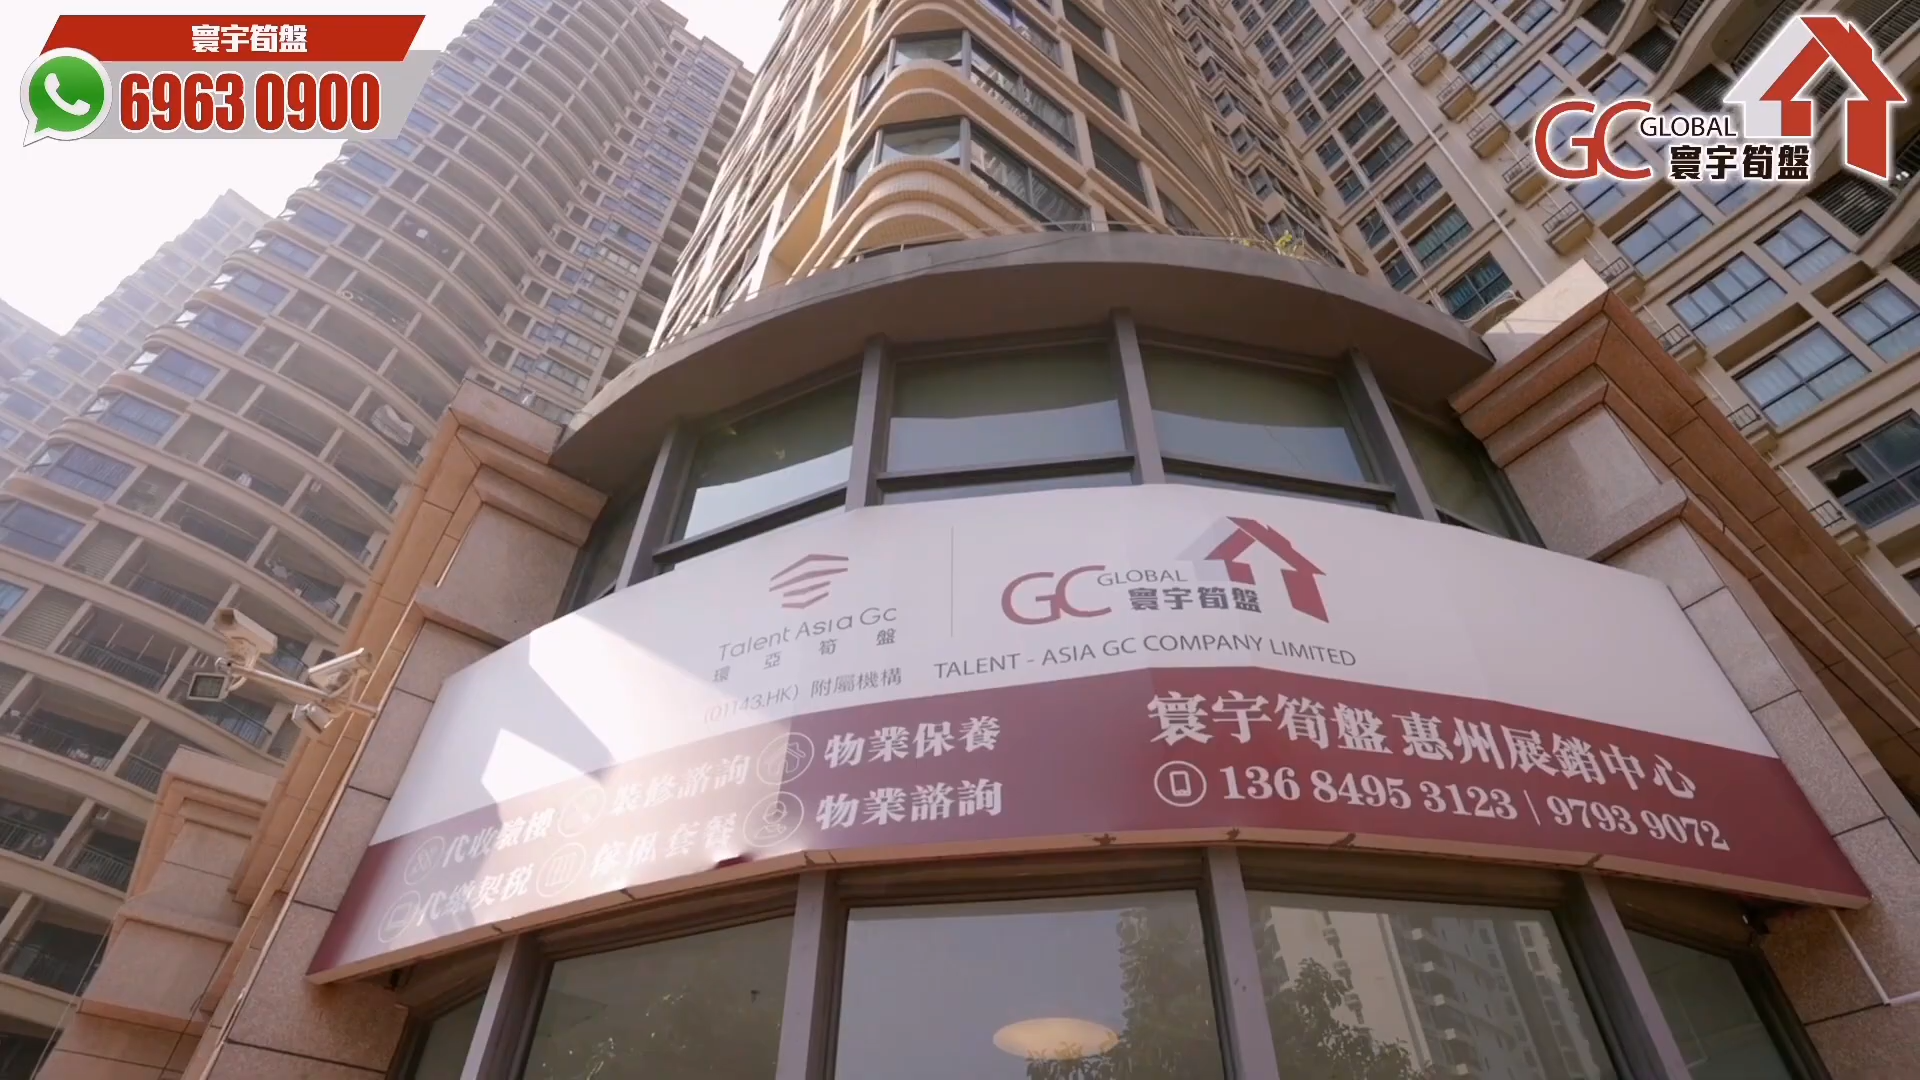 寰宇筍盤
6963 0900
GC GLOBAL
寰宇筍盤
Talent Asia Gc
環亞筍盤
(01143.HK) 附屬機構
GC GLOBAL
寰宇筍盤
TALENT - ASIA GC COMPANY LIMITED
代收驗樓 裝修諮詢 物業保養
代繳契税 傢俬套餐 物業諮詢
寰宇筍盤 惠州展銷中心
136 8495 3123 \ 9793 9072